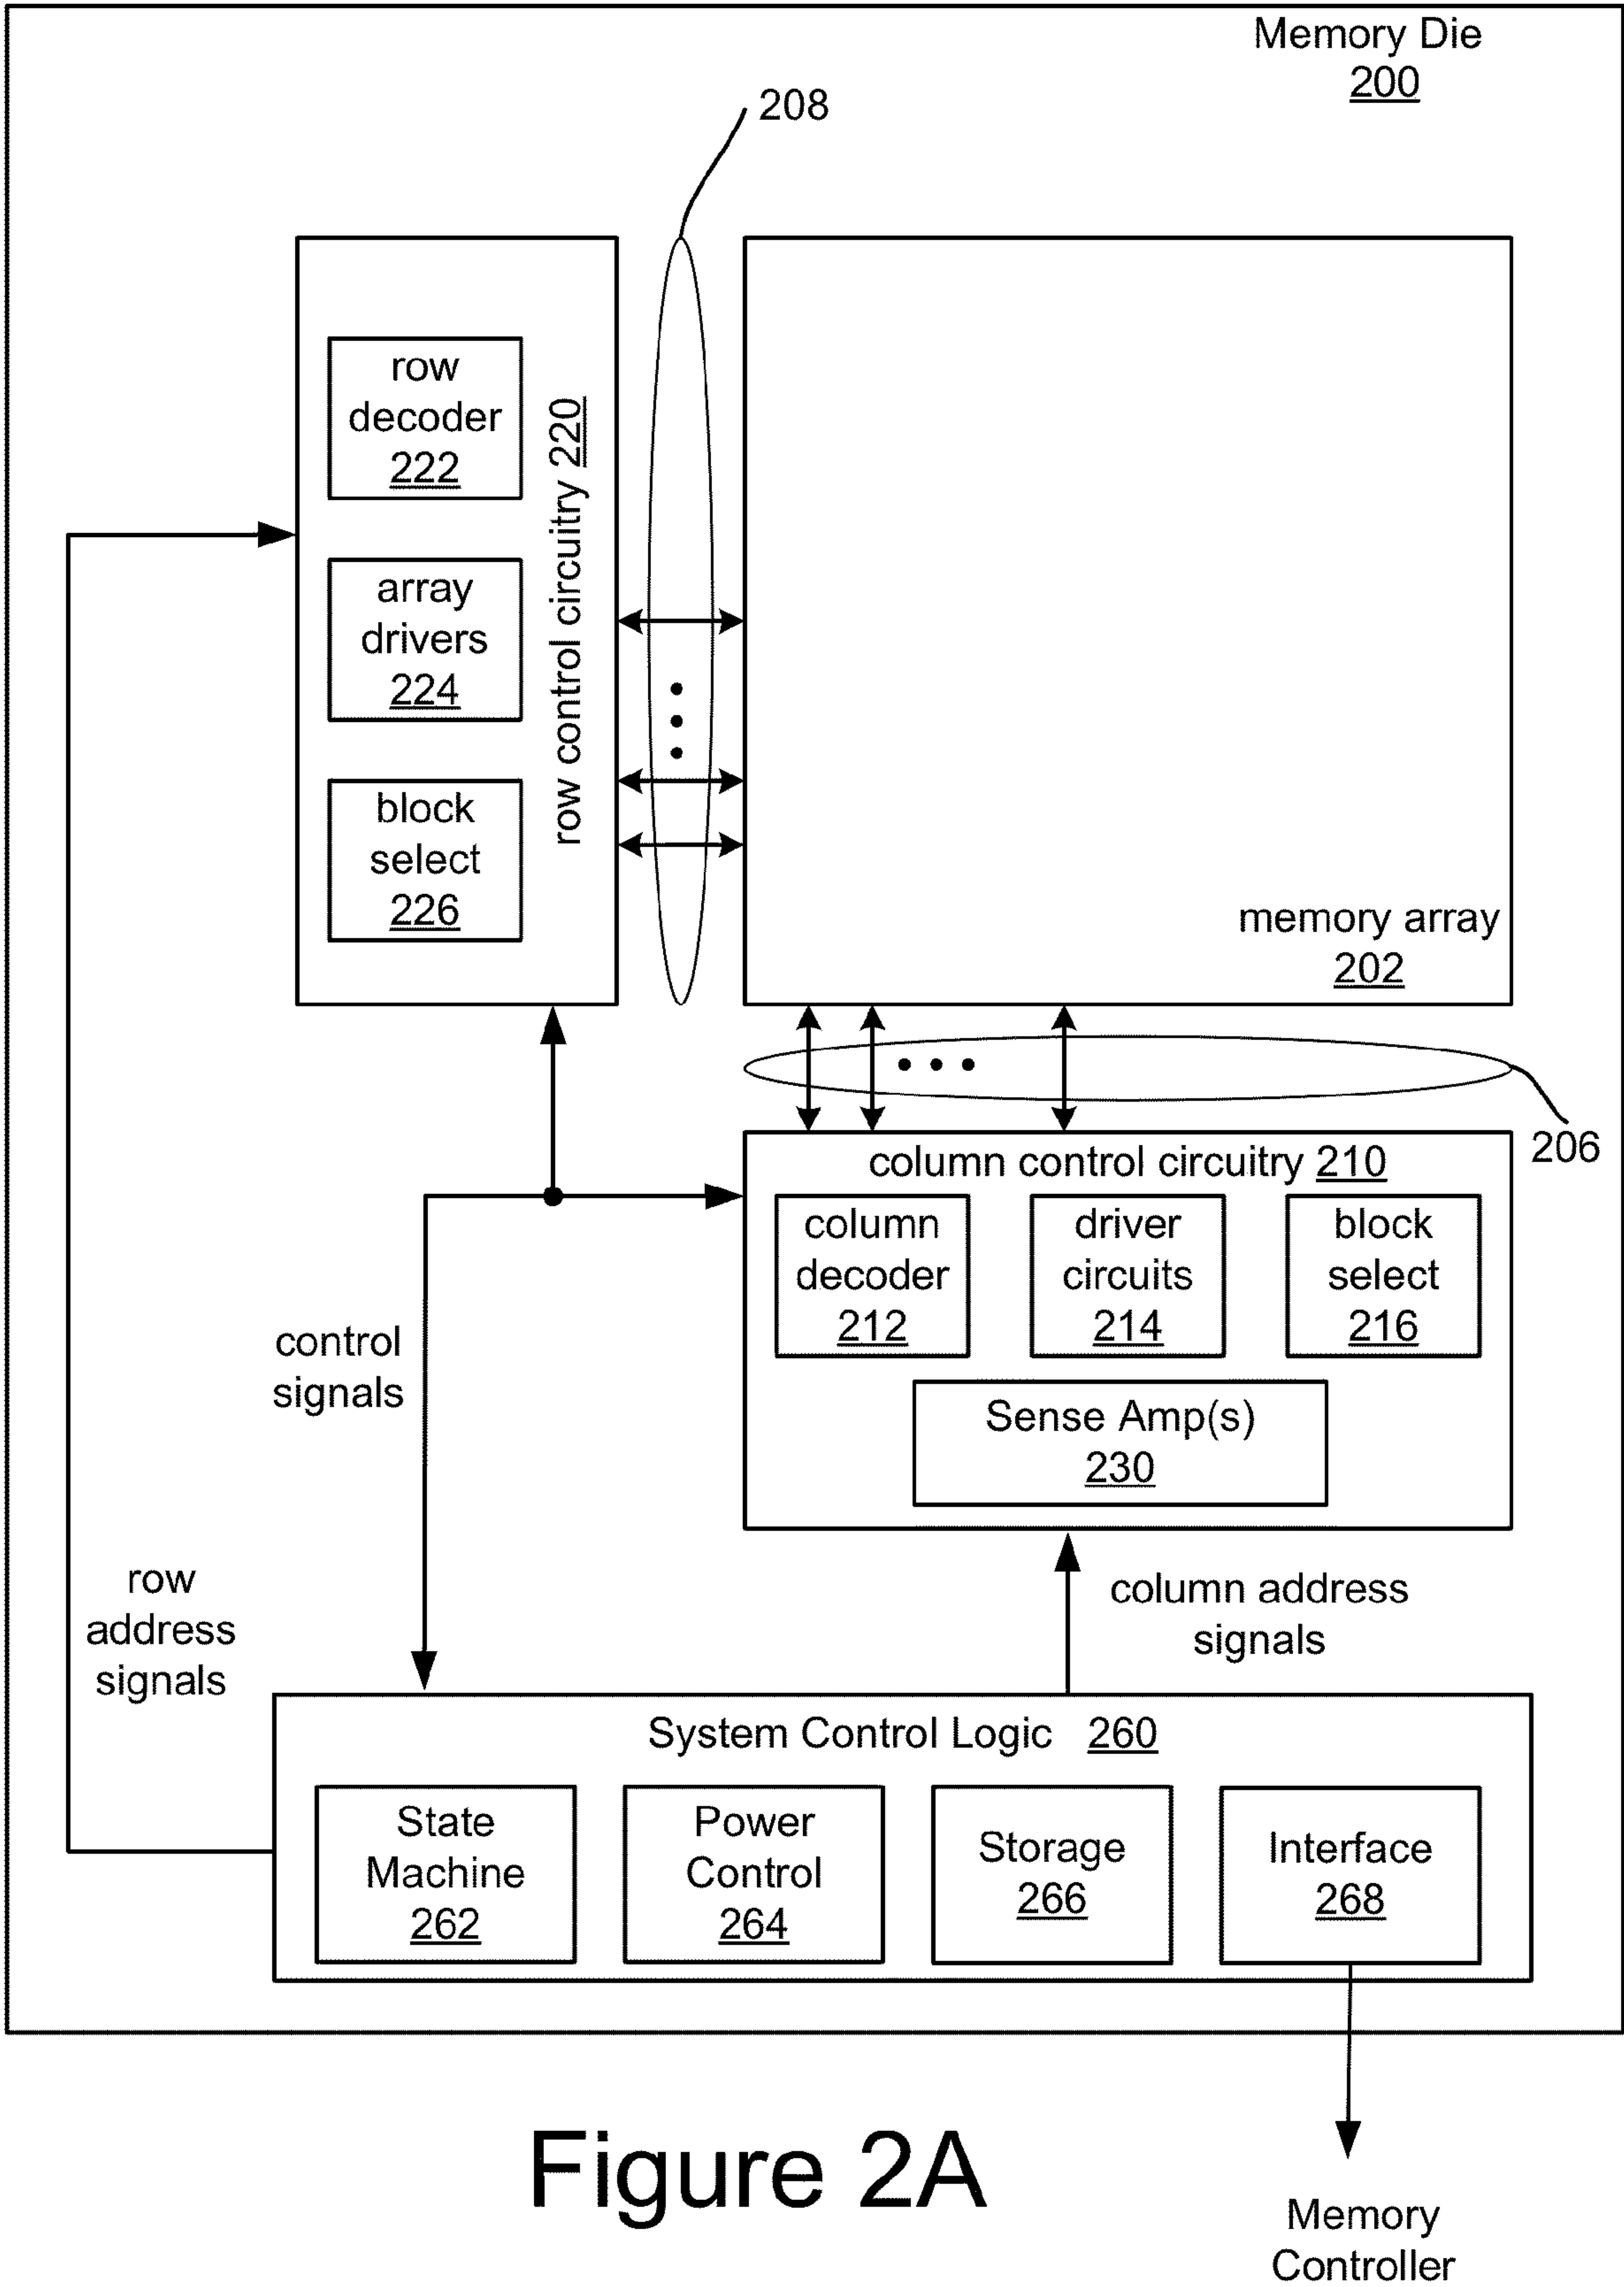 Memory Die
200
208
row
decoder
222
array
drivers
224
block
select
226
row control circuitry 220
memory array
202
206
column control circuitry 210
column
decoder
212
driver
circuits
214
block
select
216
Sense Amp(s)
230
control
signals
row
address
signals
column address
signals
System Control Logic 260
State
Machine
262
Power
Control
264
Storage
266
Interface
268
Figure 2A
Memory
Controller